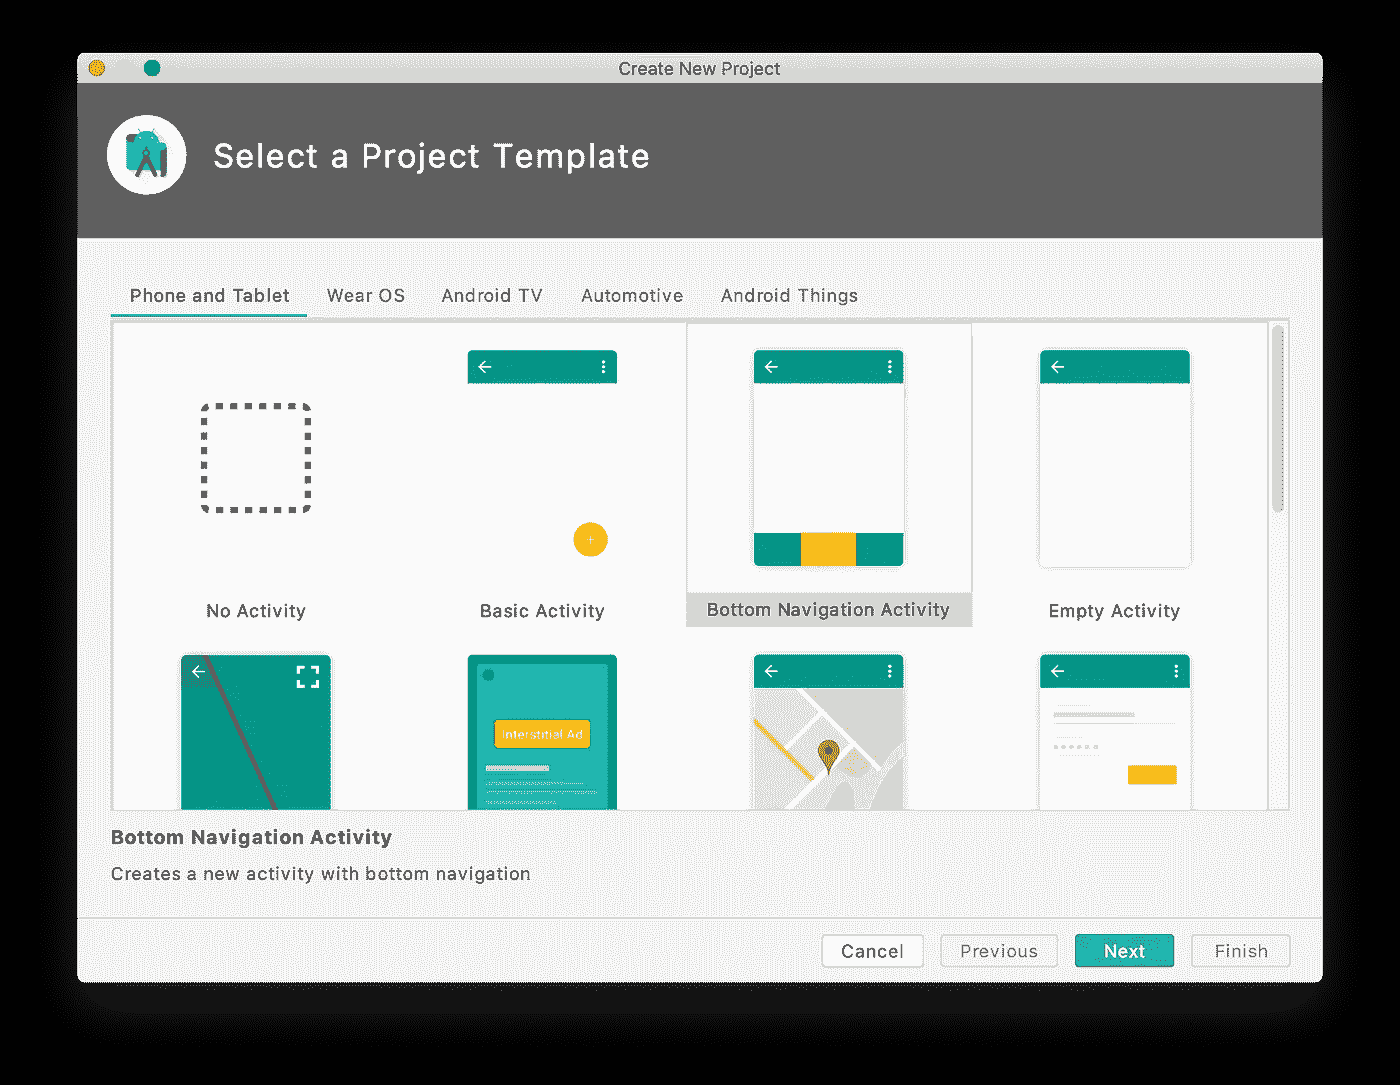 Create New Project
Select a Project Template
Phone and Tablet Wear OS Android TV Automotive Android Things
No Activity Basic Activity Bottom Navigation Activity Empty Activity
Interstitial Ad
Bottom Navigation Activity
Creates a new activity with bottom navigation
Cancel Previous Next Finish